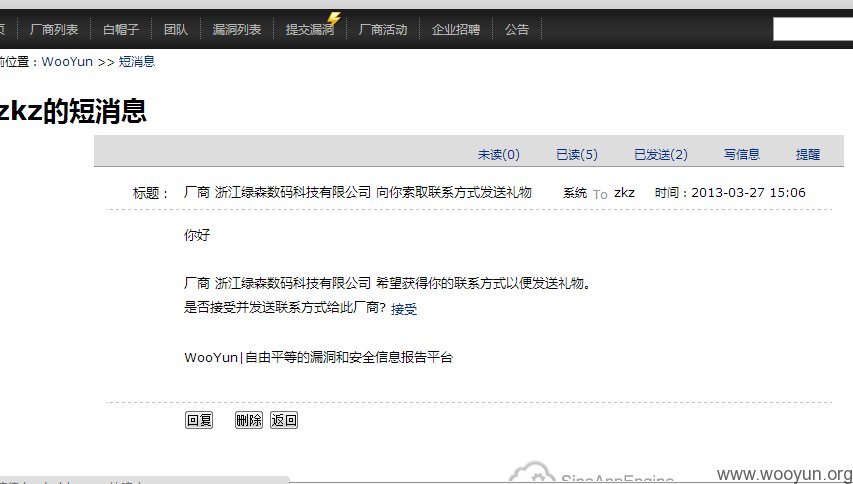 页 厂商列表 白帽子 团队 漏洞列表 提交漏洞 厂商活动 企业招聘 公告
前位置：WooYun >> 短消息
zkz的短消息
未读(0) 已读(5) 已发送(2) 写信息 提醒
标题： 厂商 浙江绿森数码科技有限公司 向你索取联系方式发送礼物 系统 To zkz 时间：2013-03-27 15:06
你好
厂商 浙江绿森数码科技有限公司 希望获得你的联系方式以便发送礼物。
是否接受并发送联系方式给此厂商? 接受
WooYun|自由平等的漏洞和安全信息报告平台
回复 删除 返回
SinaAppEngine
www.wooyun.org